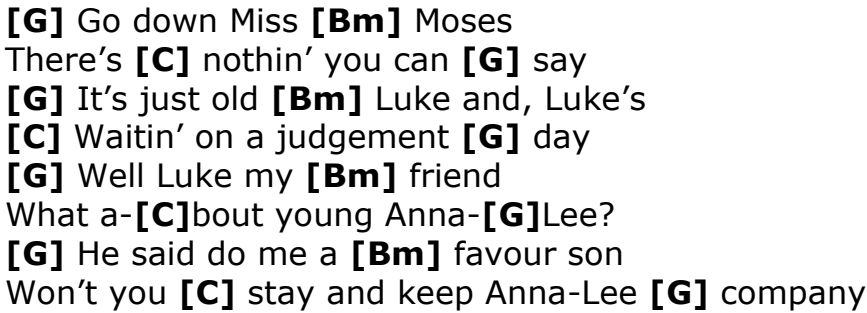 [G] Go down Miss [Bm] Moses
There’s [C] nothin’ you can [G] say
[G] It’s just old [Bm] Luke and, Luke’s
[C] Waitin’ on a judgement [G] day
[G] Well Luke my [Bm] friend
What a-[C]bout young Anna-[G]Lee?
[G] He said do me a [Bm] favour son
Won’t you [C] stay and keep Anna-Lee [G] company